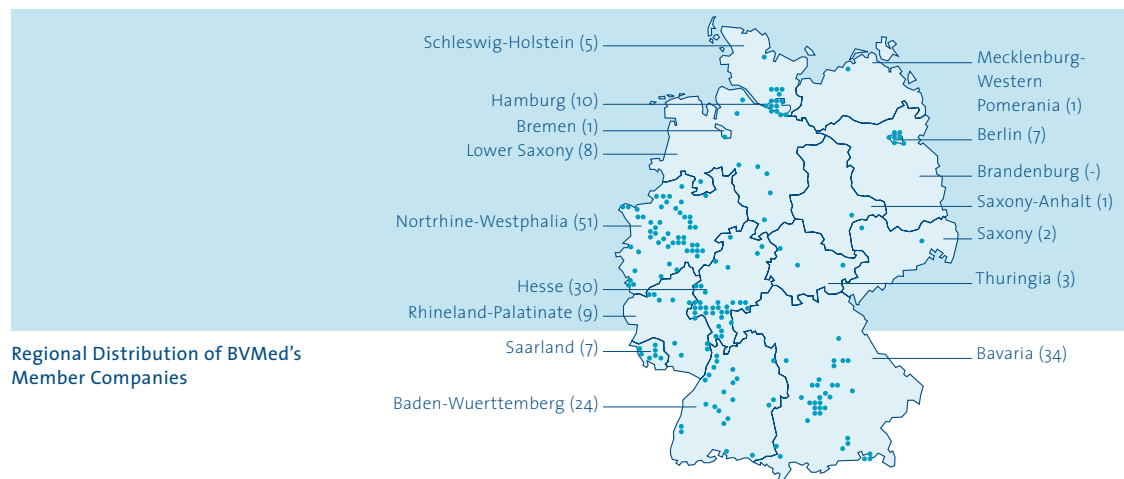 Schleswig-Holstein (5)
Hamburg (10)
Bremen (1)
Lower Saxony (8)
Nortrhine-Westphalia (51)
Hesse (30)
Rhineland-Palatinate (9)
Saarland (7)
Baden-Wuerttemberg (24)
Mecklenburg-
Western
Pomerania (1)
Berlin (7)
Brandenburg (-)
Saxony-Anhalt (1)
Saxony (2)
Thuringia (3)
Bavaria (34)
Regional Distribution of BVMed’s
Member Companies